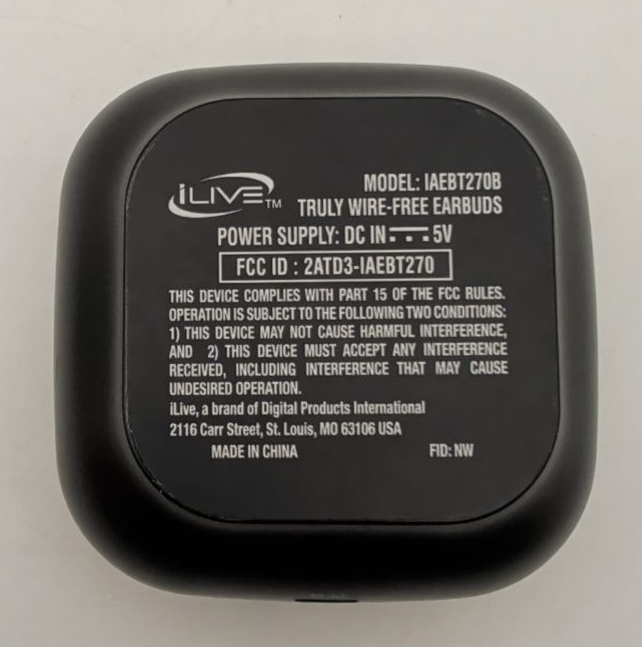 iLIVE™
MODEL: IAEBT270B
TRULY WIRE-FREE EARBUDS
POWER SUPPLY: DC IN ⎓ 5V
FCC ID : 2ATD3-IAEBT270
THIS DEVICE COMPLIES WITH PART 15 OF THE FCC RULES.
OPERATION IS SUBJECT TO THE FOLLOWING TWO CONDITIONS:
1) THIS DEVICE MAY NOT CAUSE HARMFUL INTERFERENCE,
AND 2) THIS DEVICE MUST ACCEPT ANY INTERFERENCE
RECEIVED, INCLUDING INTERFERENCE THAT MAY CAUSE
UNDESIRED OPERATION.
iLive, a brand of Digital Products International
2116 Carr Street, St. Louis, MO 63106 USA
MADE IN CHINA FID: NW